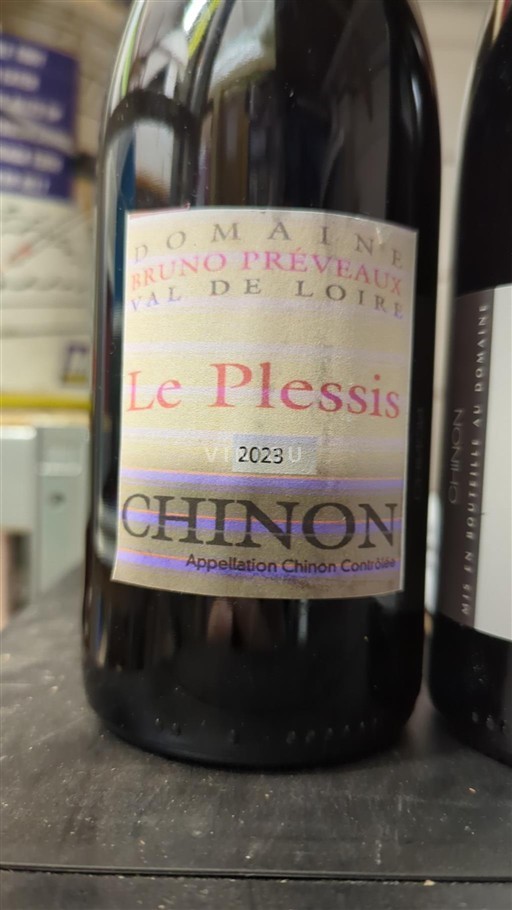 DOMAINE
BRUNO PRÉVEAUX
VAL DE LOIRE
Le Plessis
2023
CHINON
Appellation Chinon Contrôlée
CHINON
MIS EN BOUTEILLE AU DOMAINE